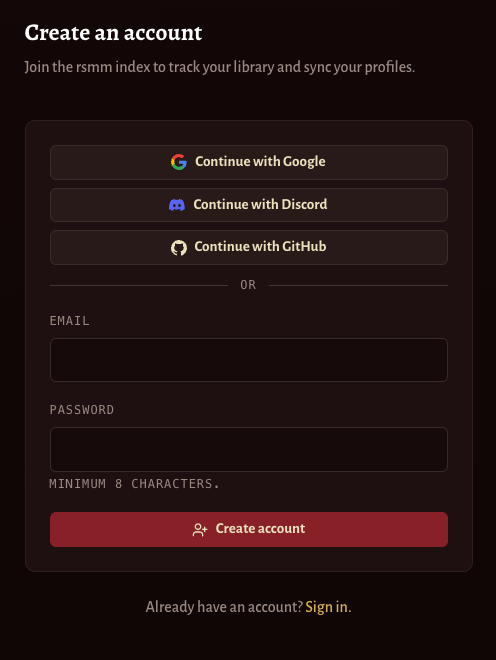 Create an account
Join the rsmm index to track your library and sync your profiles.
Continue with Google
Continue with Discord
Continue with GitHub
OR
EMAIL
PASSWORD
MINIMUM 8 CHARACTERS.
Create account
Already have an account? Sign in.